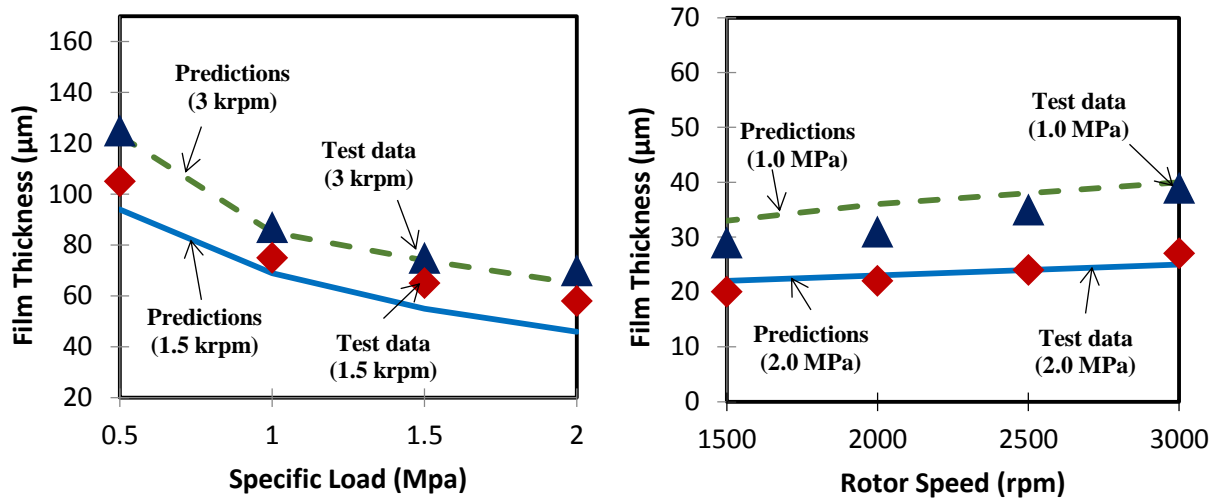 160
140
120
100
80
60
40
20
0.5
1
1.5
2
Film Thickness (µm)
Specific Load (Mpa)
Predictions
(3 krpm)
Test data
(3 krpm)
Predictions
(1.5 krpm)
Test data
(1.5 krpm)
70
60
50
40
30
20
10
0
1500
2000
2500
3000
Film Thickness (µm)
Rotor Speed (rpm)
Test data
(1.0 MPa)
Predictions
(1.0 MPa)
Predictions
(2.0 MPa)
Test data
(2.0 MPa)